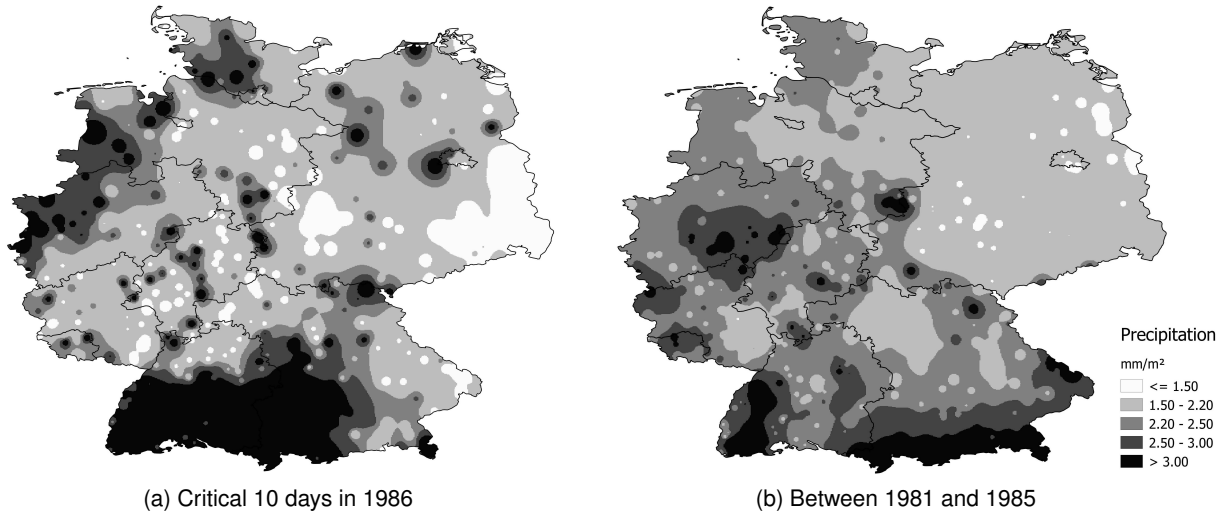 Precipitation
mm/m²
<= 1.50
1.50 - 2.20
2.20 - 2.50
2.50 - 3.00
> 3.00
(a) Critical 10 days in 1986
(b) Between 1981 and 1985